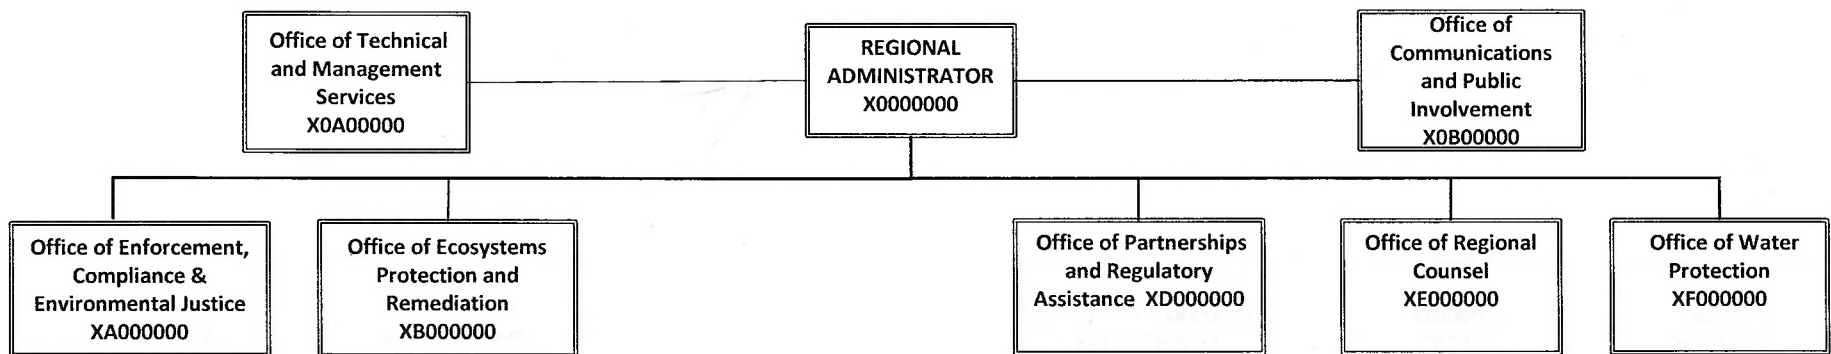 Office of Technical
and Management
Services
X0A00000
REGIONAL
ADMINISTRATOR
X0000000
Office of
Communications
and Public
Involvement
X0B00000
Office of Enforcement,
Compliance &
Environmental Justice
XA000000
Office of Ecosystems
Protection and
Remediation
XB000000
Office of Partnerships
and Regulatory
Assistance XD000000
Office of Regional
Counsel
XE000000
Office of Water
Protection
XF000000